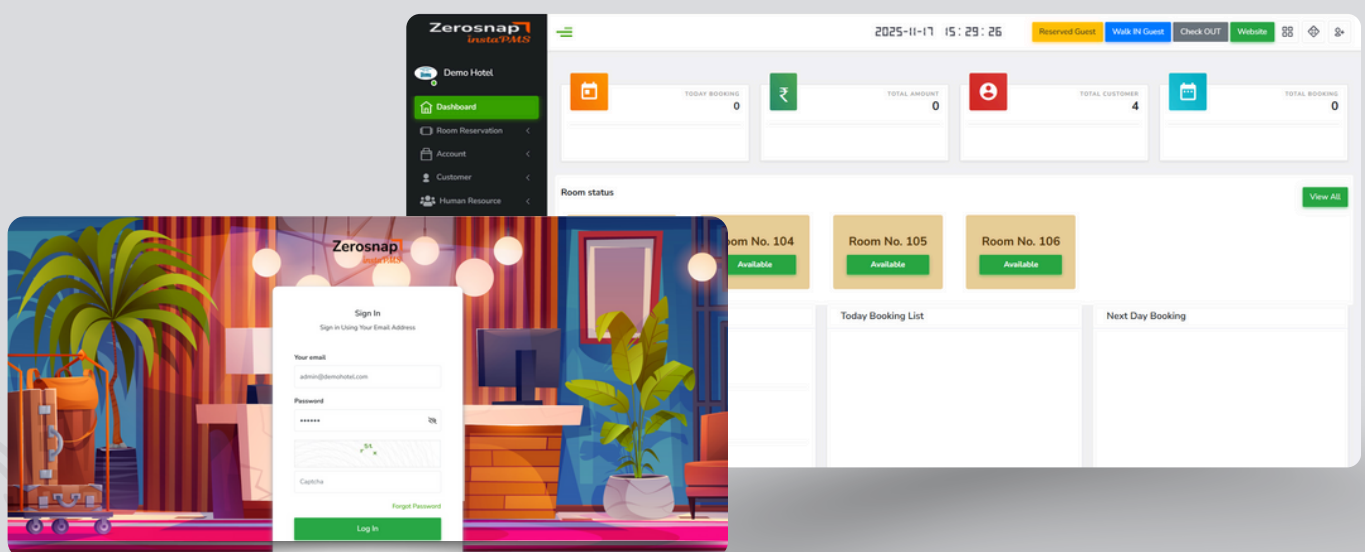 Zerosnap
instaPMS
2025-11-17 15:29:26
Reserved Guest
Walk IN Guest
Check OUT
Website
Demo Hotel
Dashboard
Room Reservation
Account
Customer
Human Resource
TODAY BOOKING
0
TOTAL AMOUNT
0
TOTAL CUSTOMER
4
TOTAL BOOKING
0
Room status
View All
oom No. 104
Available
Room No. 105
Available
Room No. 106
Available
Today Booking List
Next Day Booking
Zerosnap
instaPMS
Sign In
Sign in Using Your Email Address
Your email
admin@demohotel.com
Password
••••••
Captcha
Forgot Password
Log In